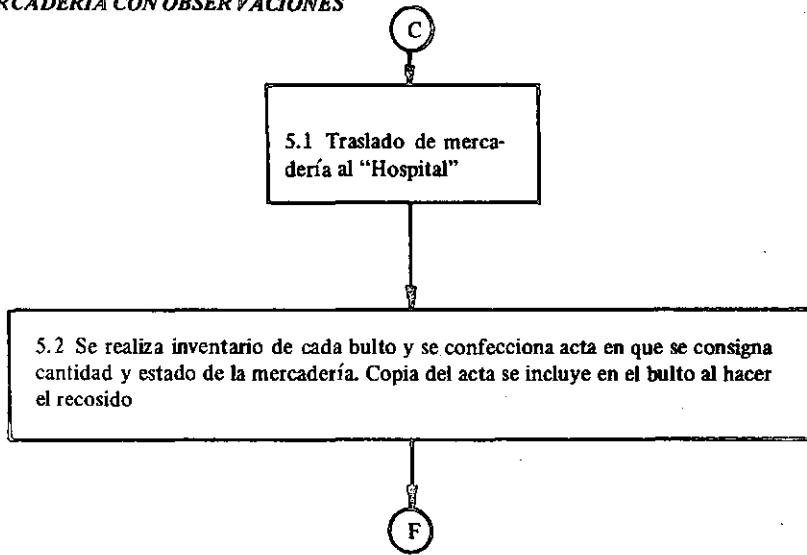 RCADERIA CON OBSERVACIONES
C
5.1 Traslado de merca-
dería al “Hospital”
5.2 Se realiza inventario de cada bulto y se confecciona acta en que se consigna
cantidad y estado de la mercadería. Copia del acta se incluye en el bulto al hacer
el recosido
F